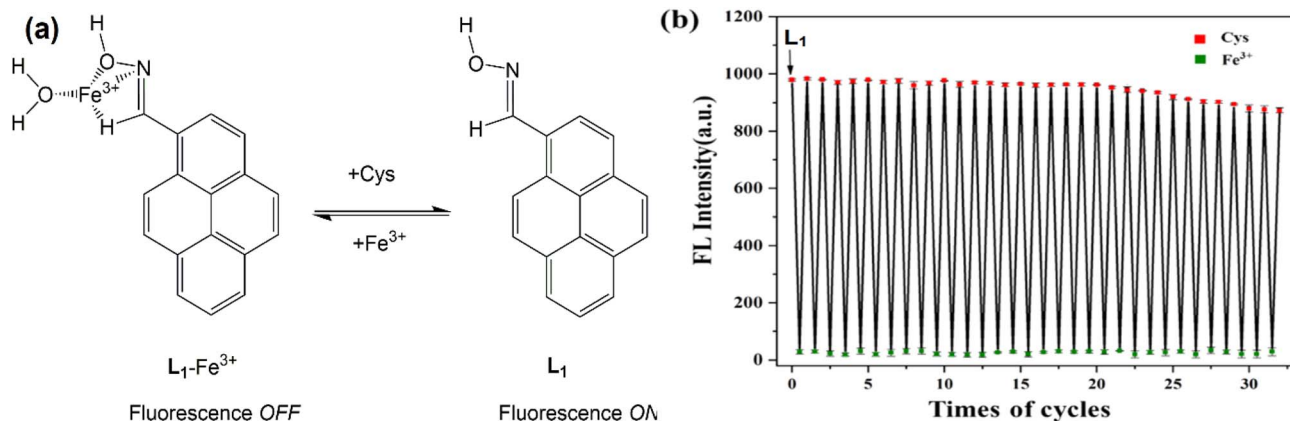 (a)
H
O
N
H
O
Fe³⁺
H
H
+Cys
+Fe³⁺
L₁-Fe³⁺
Fluorescence OFF
H
O
N
H
L₁
Fluorescence ON
(b)
1200
1000
800
600
400
200
0
FL Intensity(a.u.)
L₁
Cys
Fe³⁺
0 5 10 15 20 25 30
Times of cycles